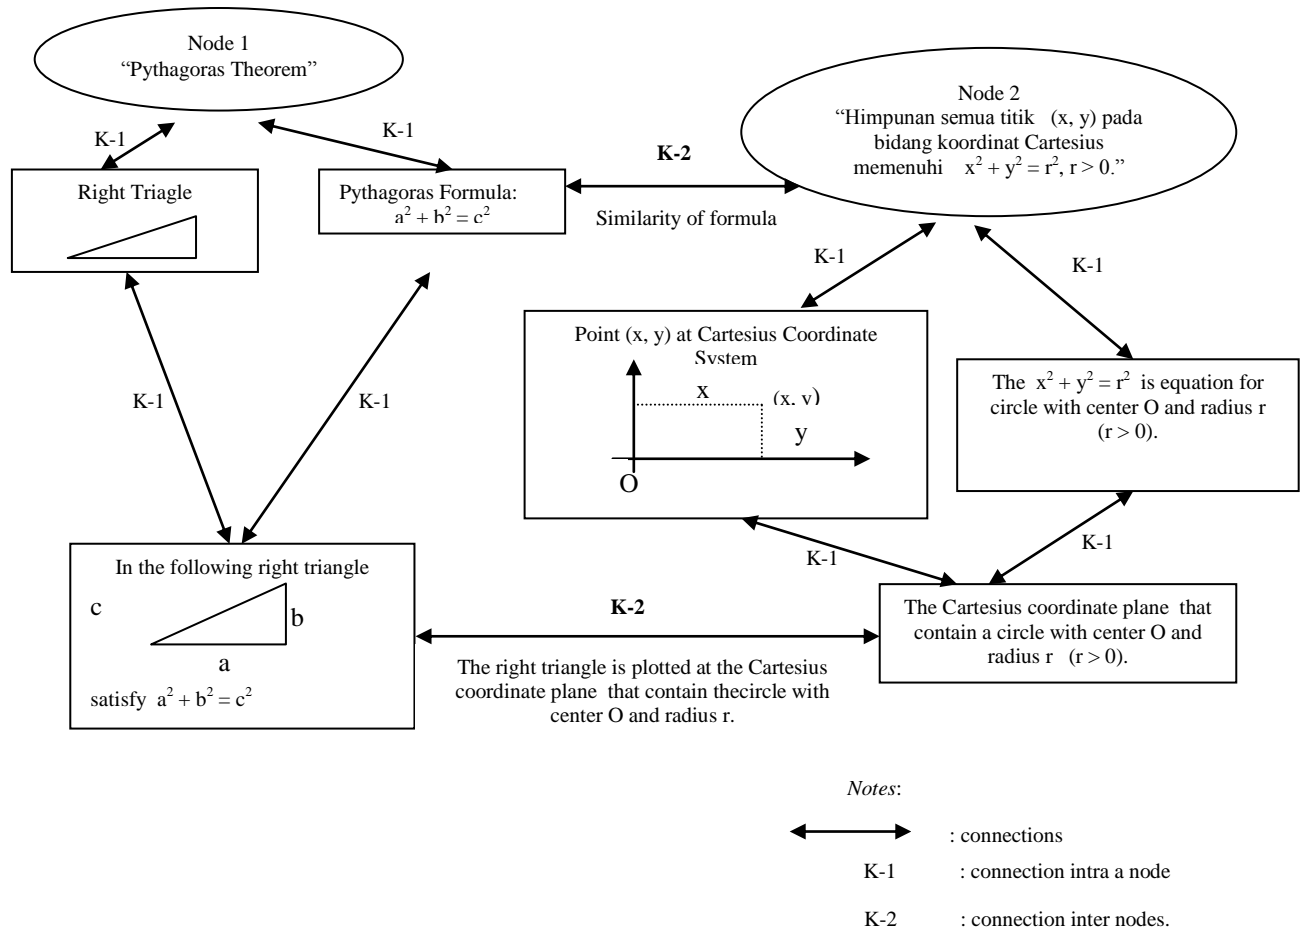 Node 1
“Pythagoras Theorem”
K-1
K-1
Right Triagle
Pythagoras Formula:
a² + b² = c²
K-2
Similarity of formula
Node 2
“Himpunan semua titik (x, y) pada
bidang koordinat Cartesius
memenuhi x² + y² = r², r > 0.”
K-1
K-1
Point (x, y) at Cartesius Coordinate
System
x
(x, y)
y
O
The x² + y² = r² is equation for
circle with center O and radius r
(r > 0).
K-1
K-1
K-1
K-1
In the following right triangle
c
b
a
satisfy a² + b² = c²
K-2
The right triangle is plotted at the Cartesius
coordinate plane that contain thecircle with
center O and radius r.
The Cartesius coordinate plane that
contain a circle with center O and
radius r (r > 0).
Notes:
: connections
K-1 : connection intra a node
K-2 : connection inter nodes.